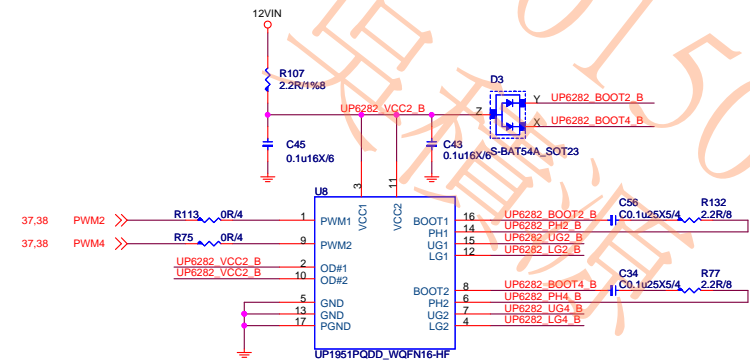 12VIN
R107
2.2R/1%8
UP6282_VCC2_B
D3
Z
Y
UP6282_BOOT2_B
X
UP6282_BOOT4_B
S-BAT54A_SOT23
C45
0.1u16X/6
C43
0.1u16X/6
U8
3
11
VCC1
VCC2
37,38 PWM2
R113 0R/4
1 PWM1
37,38 PWM4
R75 0R/4
9 PWM2
UP6282_VCC2_B 2 OD#1
UP6282_VCC2_B 10 OD#2
5 GND
13 GND
17 PGND
BOOT1 16 UP6282_BOOT2_B
PH1 14 UP6282_PH2_B
UG1 15 UP6282_UG2_B
LG1 12 UP6282_LG2_B
C56
C0.1u25X5/4
R132
2.2R/8
BOOT2 8 UP6282_BOOT4_B
PH2 6 UP6282_PH4_B
UG2 7 UP6282_UG4_B
LG2 4 UP6282_LG4_B
C34
C0.1u25X5/4
R77
2.2R/8
UP1951PQDD_WQFN16-HF